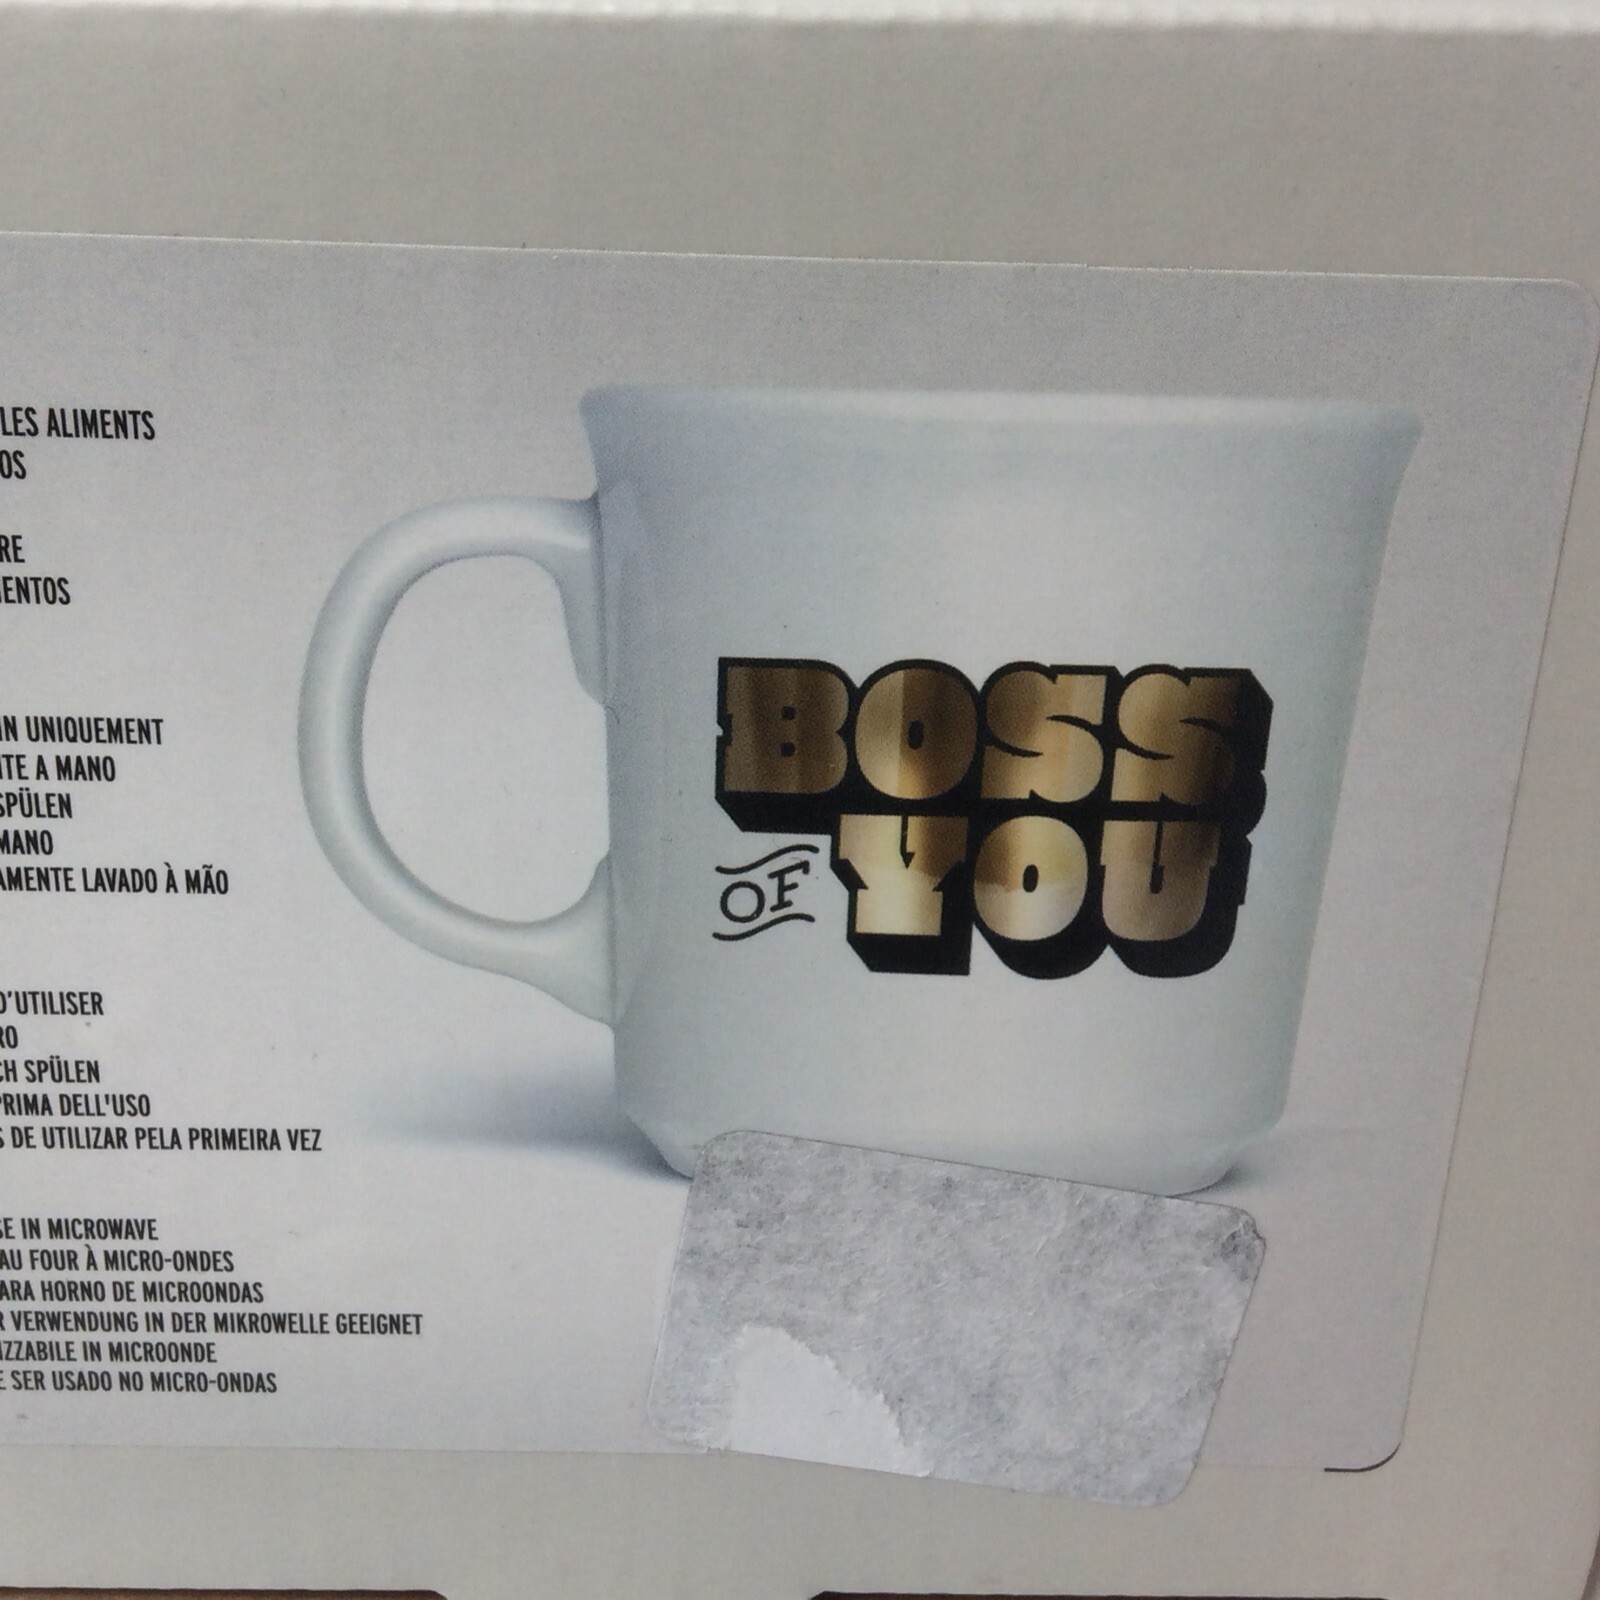 LES ALIMENTS
OS
RE
ENTOS
IN UNIQUEMENT
TE A MANO
SPÜLEN
MANO
AMENTE LAVADO À MÃO
D'UTILISER
RO
CH SPÜLEN
PRIMA DELL'USO
S DE UTILIZAR PELA PRIMEIRA VEZ
SE IN MICROWAVE
AU FOUR À MICRO-ONDES
ARA HORNO DE MICROONDAS
R VERWENDUNG IN DER MIKROWELLE GEEIGNET
IZZABILE IN MICROONDE
E SER USADO NO MICRO-ONDAS
BOSS
OF YOU